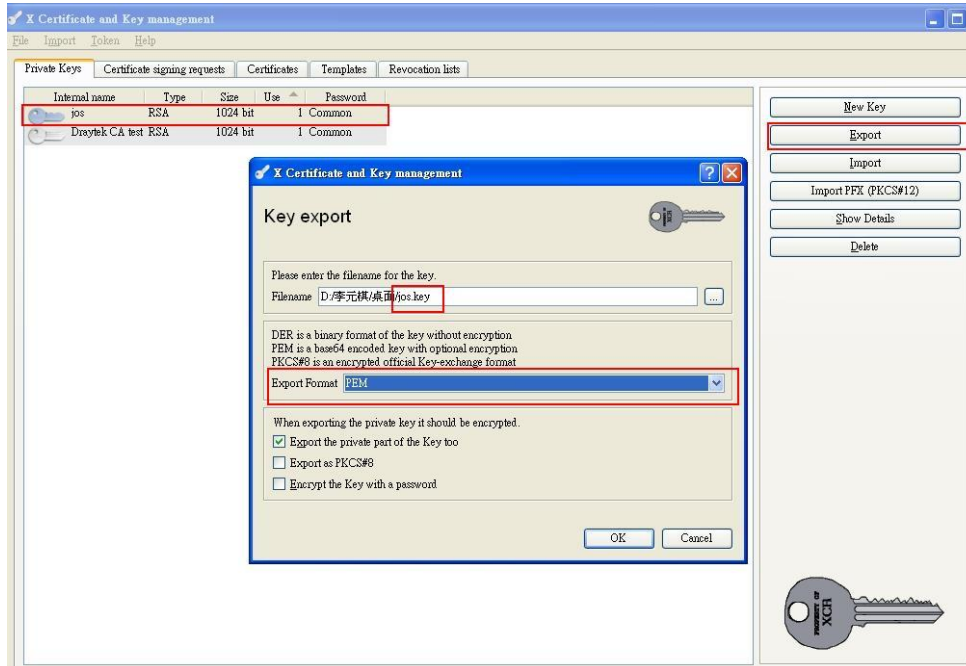 X Certificate and Key management
File Import Token Help
Private Keys Certificate signing requests Certificates Templates Revocation lists
Internal name Type Size Use Password
jos RSA 1024 bit 1 Common
Draytek CA test RSA 1024 bit 1 Common
New Key
Export
Import
Import PFX (PKCS#12)
Show Details
Delete
X Certificate and Key management
Key export
Please enter the filename for the key.
Filename D:/李元棋/桌面/jos.key
...
DER is a binary format of the key without encryption
PEM is a base64 encoded key with optional encryption
PKCS#8 is an encrypted official Key-exchange format
Export Format PEM
When exporting the private key it should be encrypted.
Export the private part of the Key too
Export as PKCS#8
Encrypt the Key with a password
OK Cancel
PROPERTY OF
XCA